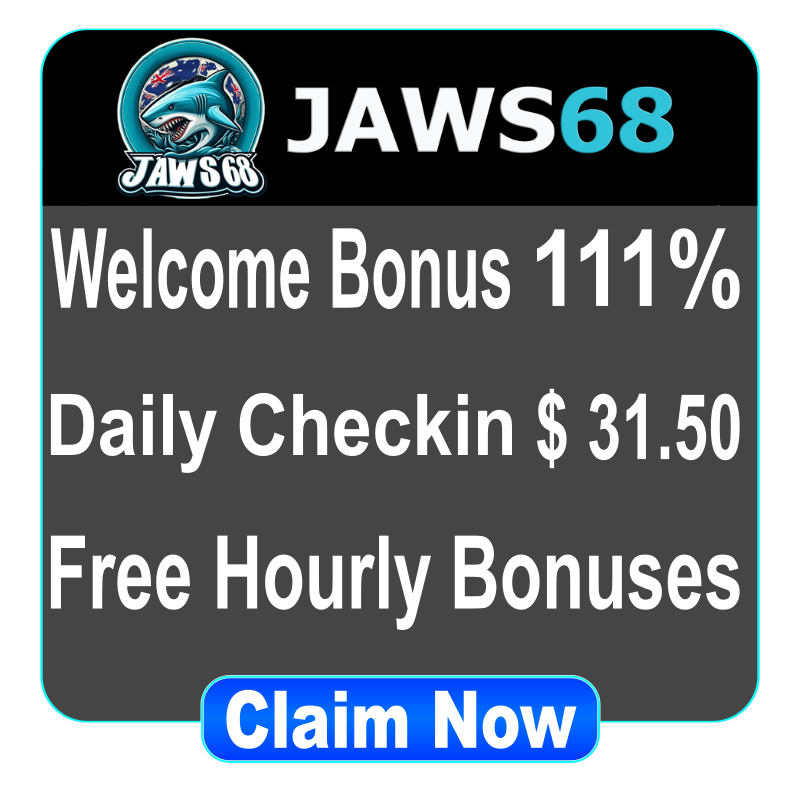 JAWS68
JAWS68
Welcome Bonus 111%
Daily Checkin $ 31.50
Free Hourly Bonuses
Claim Now